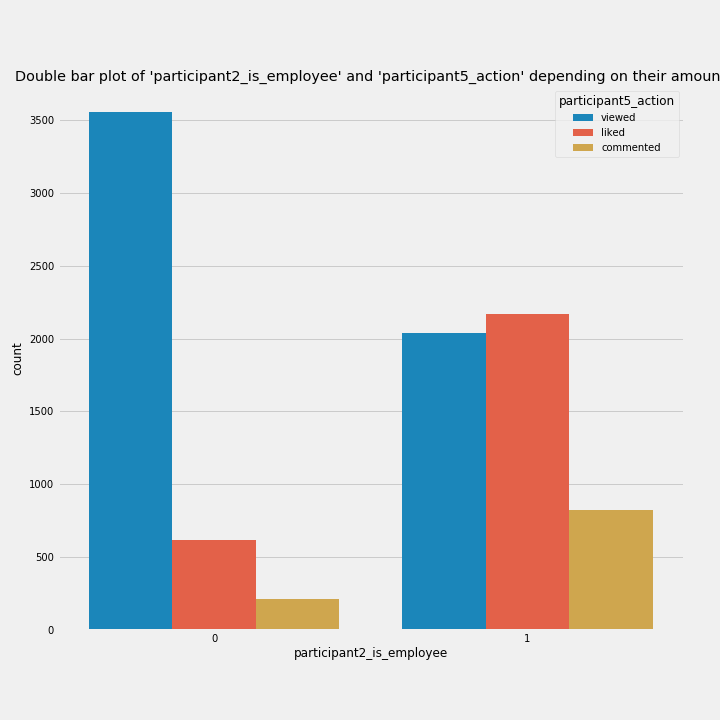 Double bar plot of 'participant2_is_employee' and 'participant5_action' depending on their amoun
participant5_action
viewed
liked
commented
3500
3000
2500
2000
1500
1000
500
0
count
0 1
participant2_is_employee